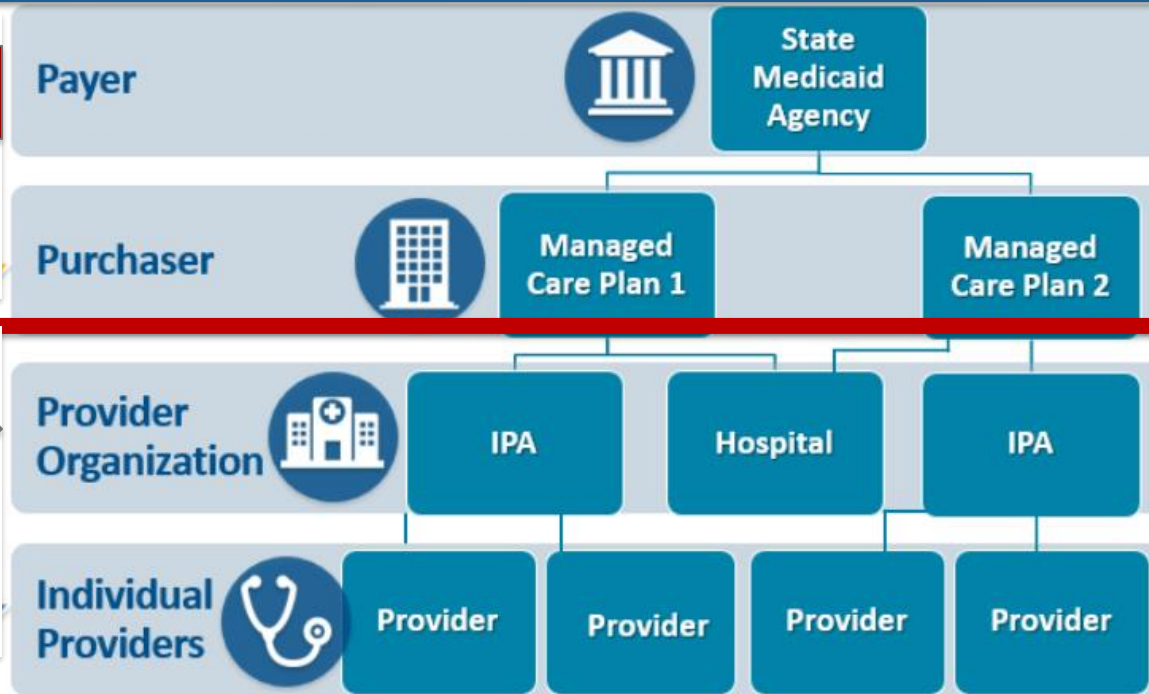 Payer
State
Medicaid
Agency
Purchaser
Managed
Care Plan 1
Managed
Care Plan 2
Provider
Organization
IPA
Hospital
IPA
Individual
Providers
Provider
Provider
Provider
Provider